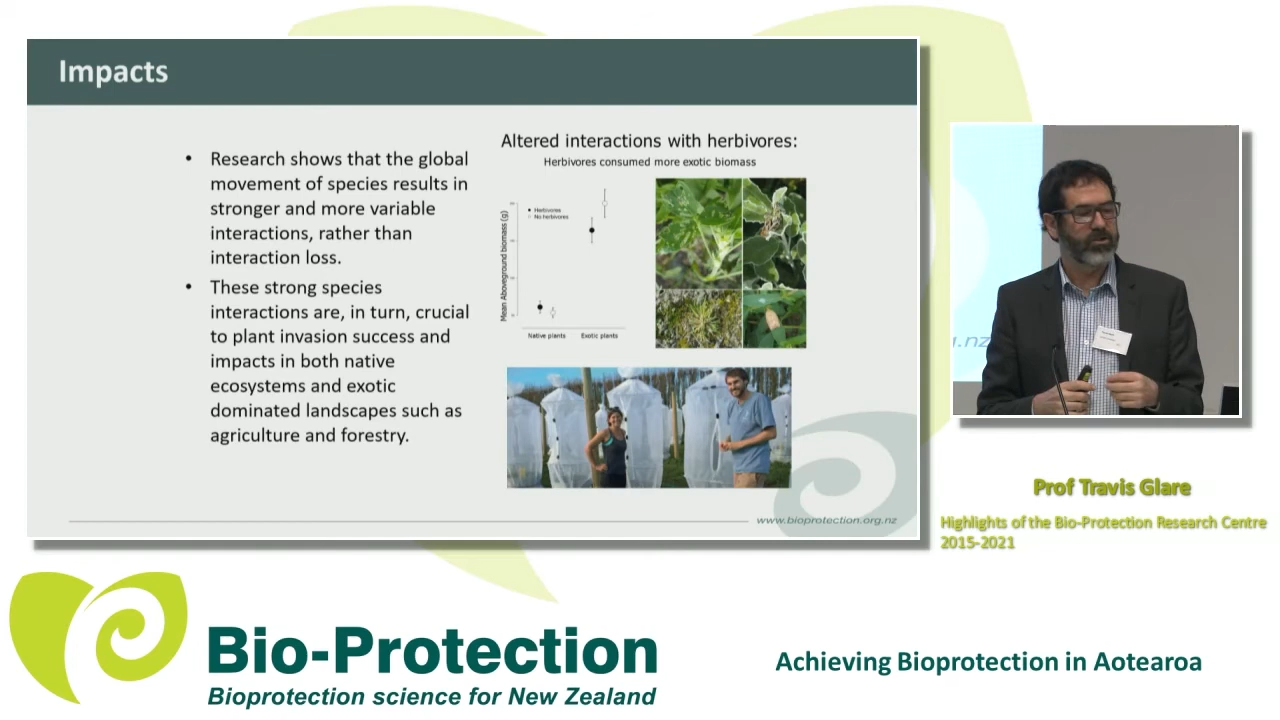 Impacts
• Research shows that the global
movement of species results in
stronger and more variable
interactions, rather than
interaction loss.
• These strong species
interactions are, in turn, crucial
to plant invasion success and
impacts in both native
ecosystems and exotic
dominated landscapes such as
agriculture and forestry.
Altered interactions with herbivores:
Herbivores consumed more exotic biomass
Mean Aboveground biomass (g)
Herbivores
No herbivores
Native plants
Exotic plants
www.bioprotection.org.nz
.nz
Prof Travis Glare
Highlights of the Bio-Protection Research Centre
2015-2021
Bio-Protection
Bioprotection science for New Zealand
Achieving Bioprotection in Aotearoa